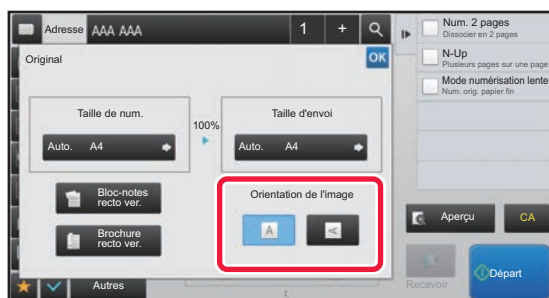 Adresse AAA AAA 1 +
Original OK
Taille de num. 100% Taille d'envoi
Auto. A4
Auto. A4
Bloc-notes
recto ver.
Brochure
recto ver.
Orientation de l'image
A A
Autres
Num. 2 pages
Dissocier en 2 pages
N-Up
Plusieurs pages sur une page
Mode numérisation lente
Num. orig. papier fin
Aperçu
CA
Recevoir
Départ